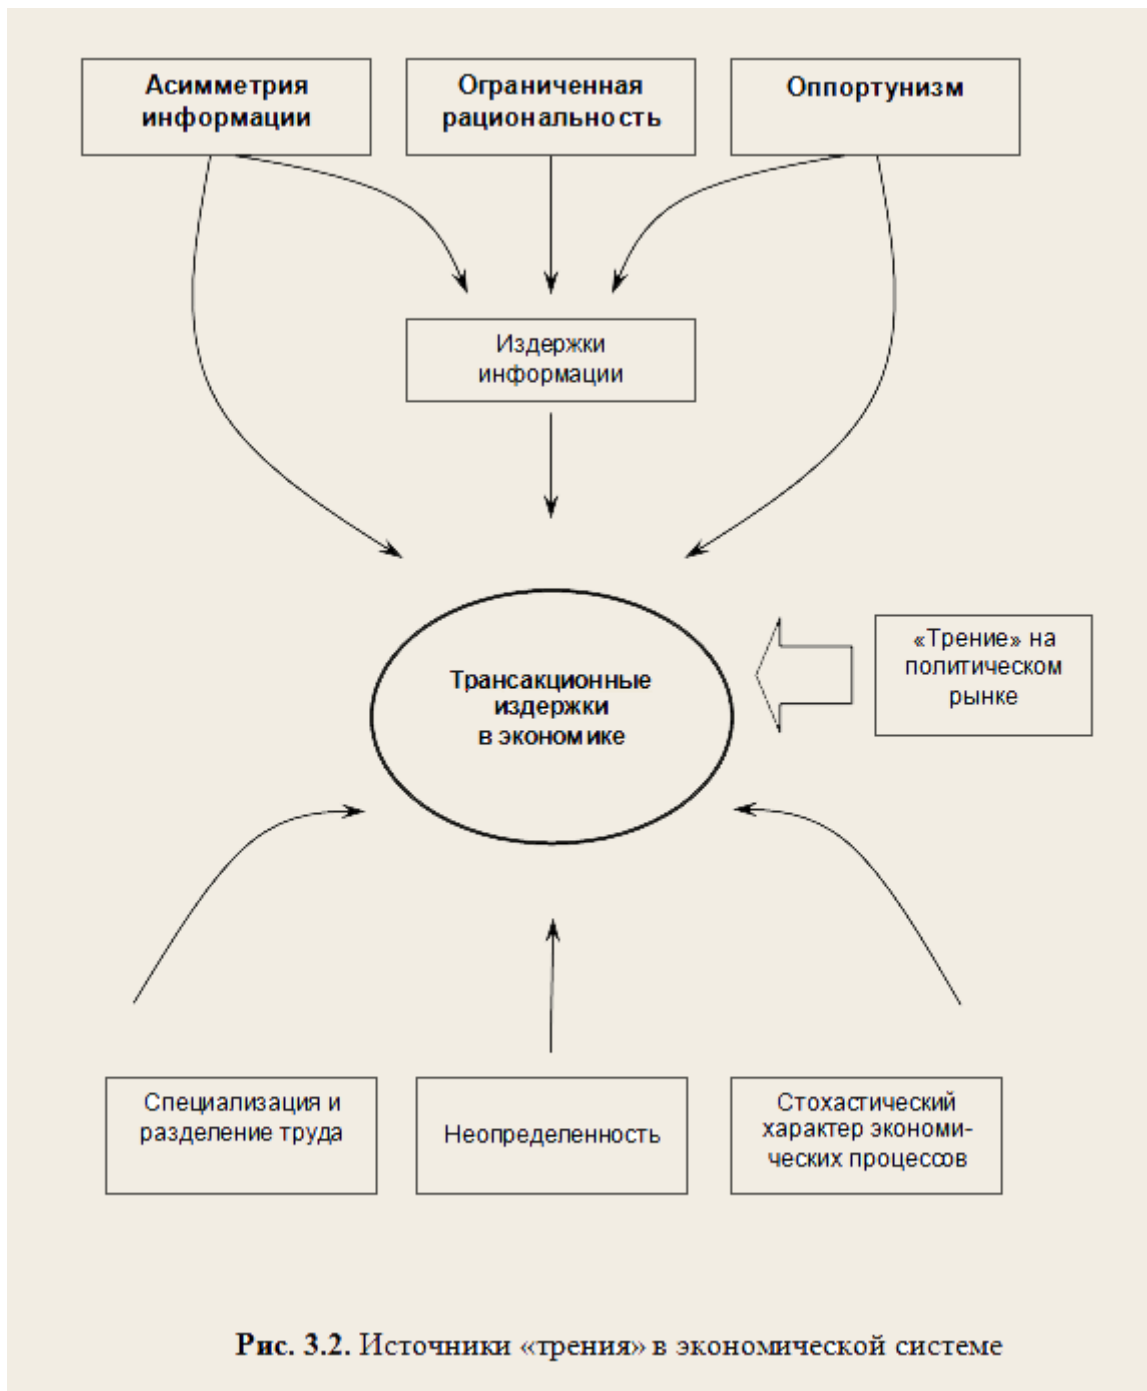 Асимметрия
информации
Ограниченная
рациональность
Оппортунизм
Издержки
информации
Трансакционные
издержки
в экономике
«Трение» на
политическом
рынке
Специализация и
разделение труда
Неопределенность
Стохастический
характер экономи-
ческих процессов
Рис. 3.2. Источники «трения» в экономической системе